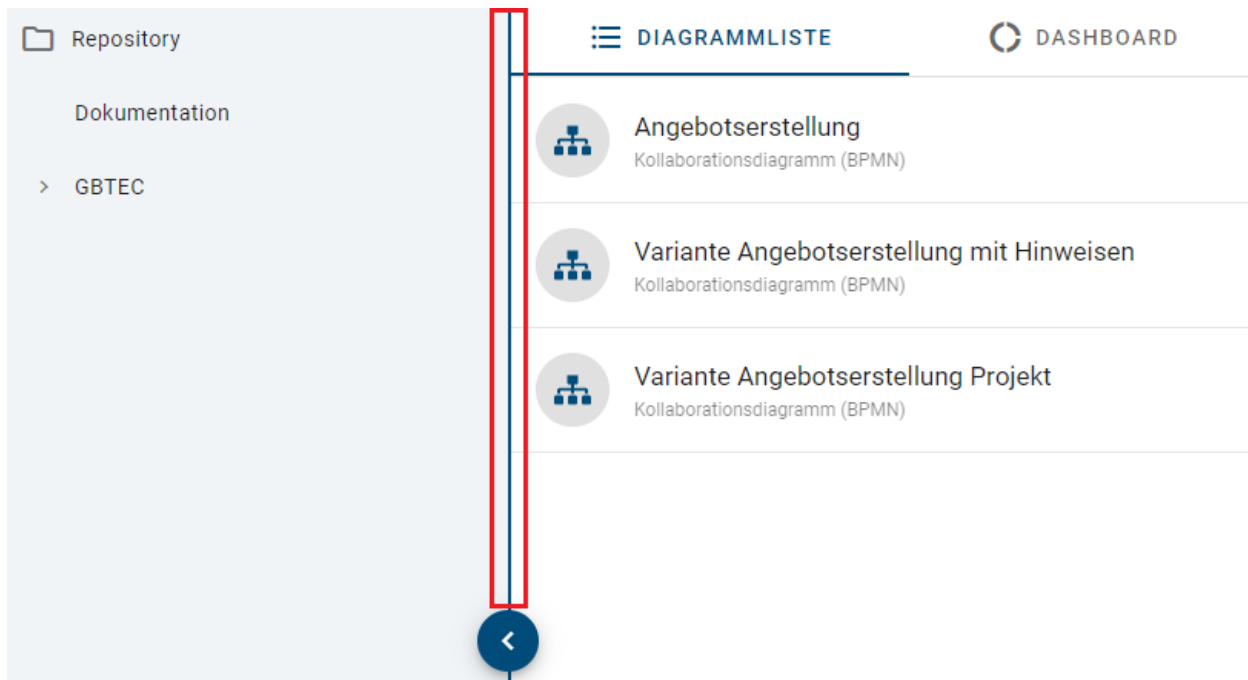 Repository
Dokumentation
GBTEC
DIAGRAMMLISTE
DASHBOARD
Angebotserstellung
Kollaborationsdiagramm (BPMN)
Variante Angebotserstellung mit Hinweisen
Kollaborationsdiagramm (BPMN)
Variante Angebotserstellung Projekt
Kollaborationsdiagramm (BPMN)